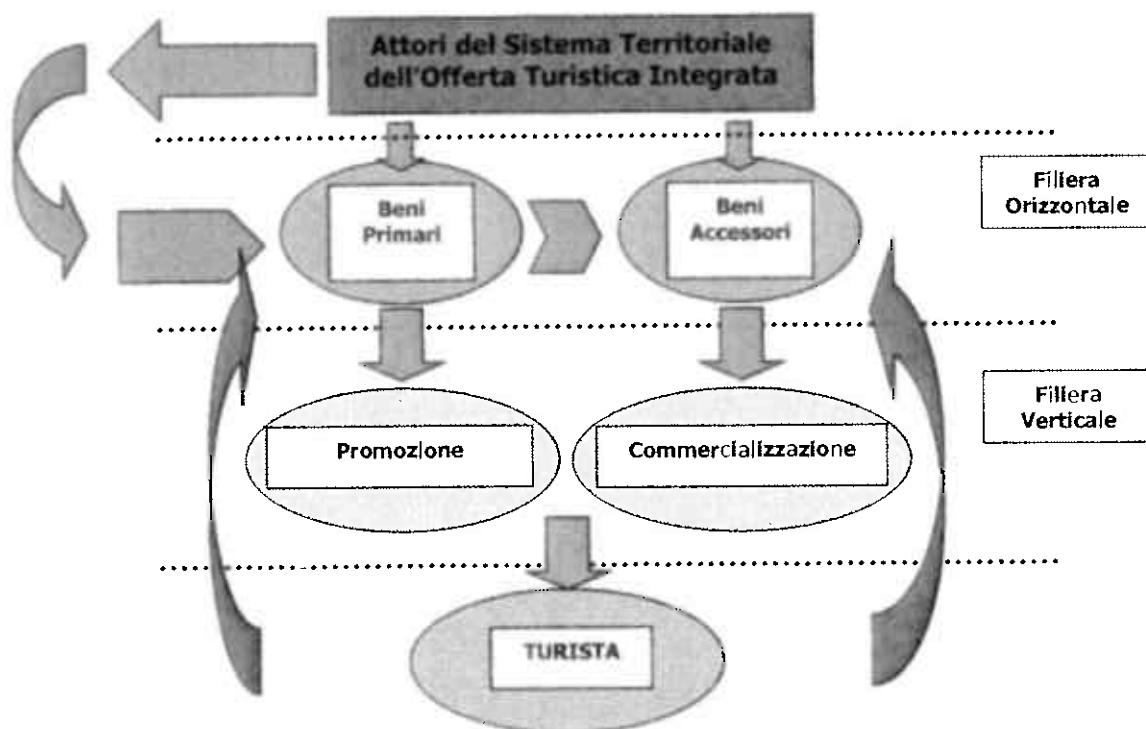 Attori del Sistema Territoriale
dell'Offerta Turistica Integrata
Beni
Primari
Beni
Accessori
Filiera
Orizzontale
Filiera
Verticale
Promozione
Commercializzazione
TURISTA